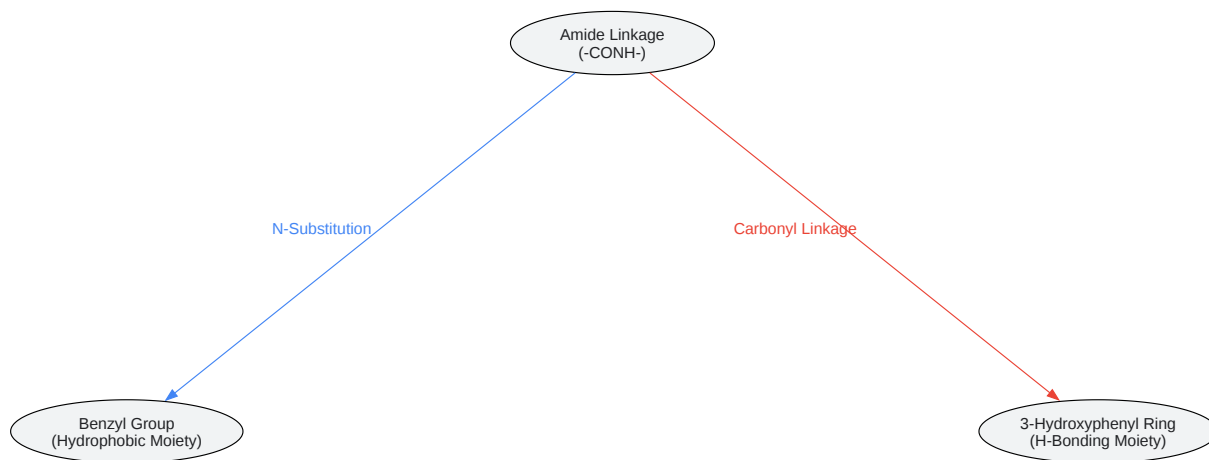 Amide Linkage
(-CONH-)
N-Substitution
Carbonyl Linkage
Benzyl Group
(Hydrophobic Moiety)
3-Hydroxyphenyl Ring
(H-Bonding Moiety)